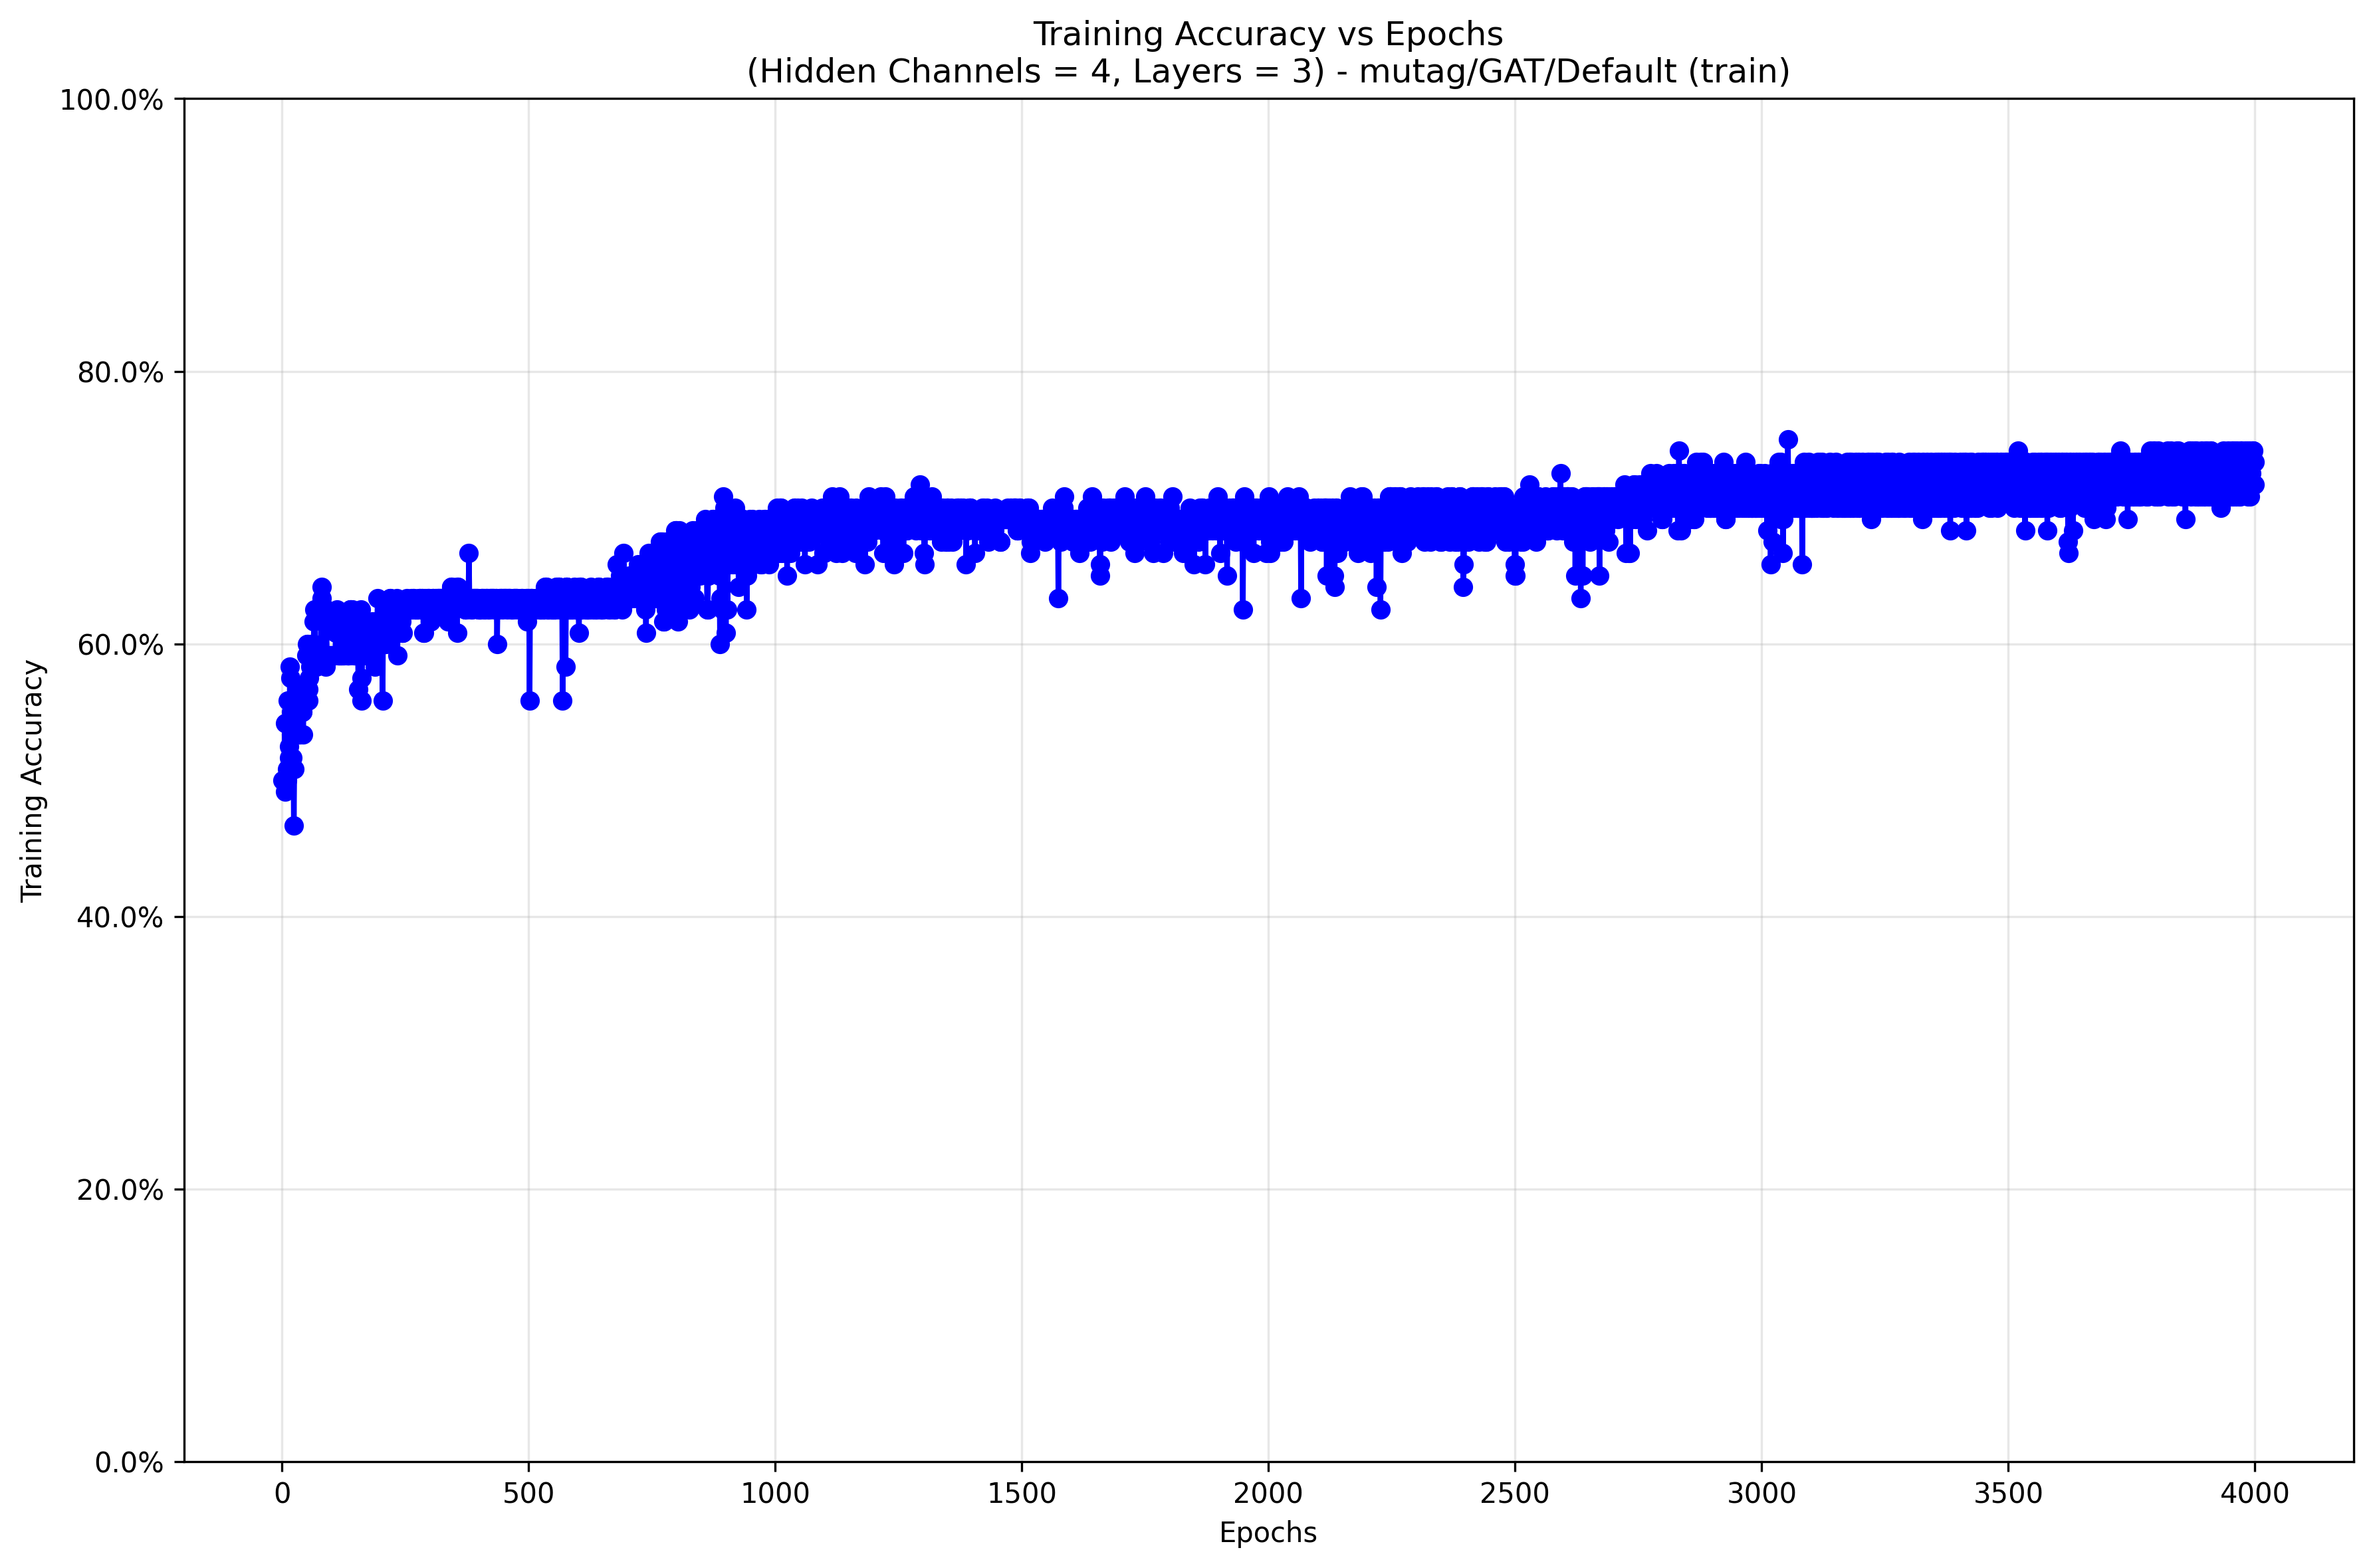 Training Accuracy vs Epochs
(Hidden Channels = 4, Layers = 3) - mutag/GAT/Default (train)
100.0%
80.0%
60.0%
40.0%
20.0%
0.0%
Training Accuracy
0 500 1000 1500 2000 2500 3000 3500 4000
Epochs